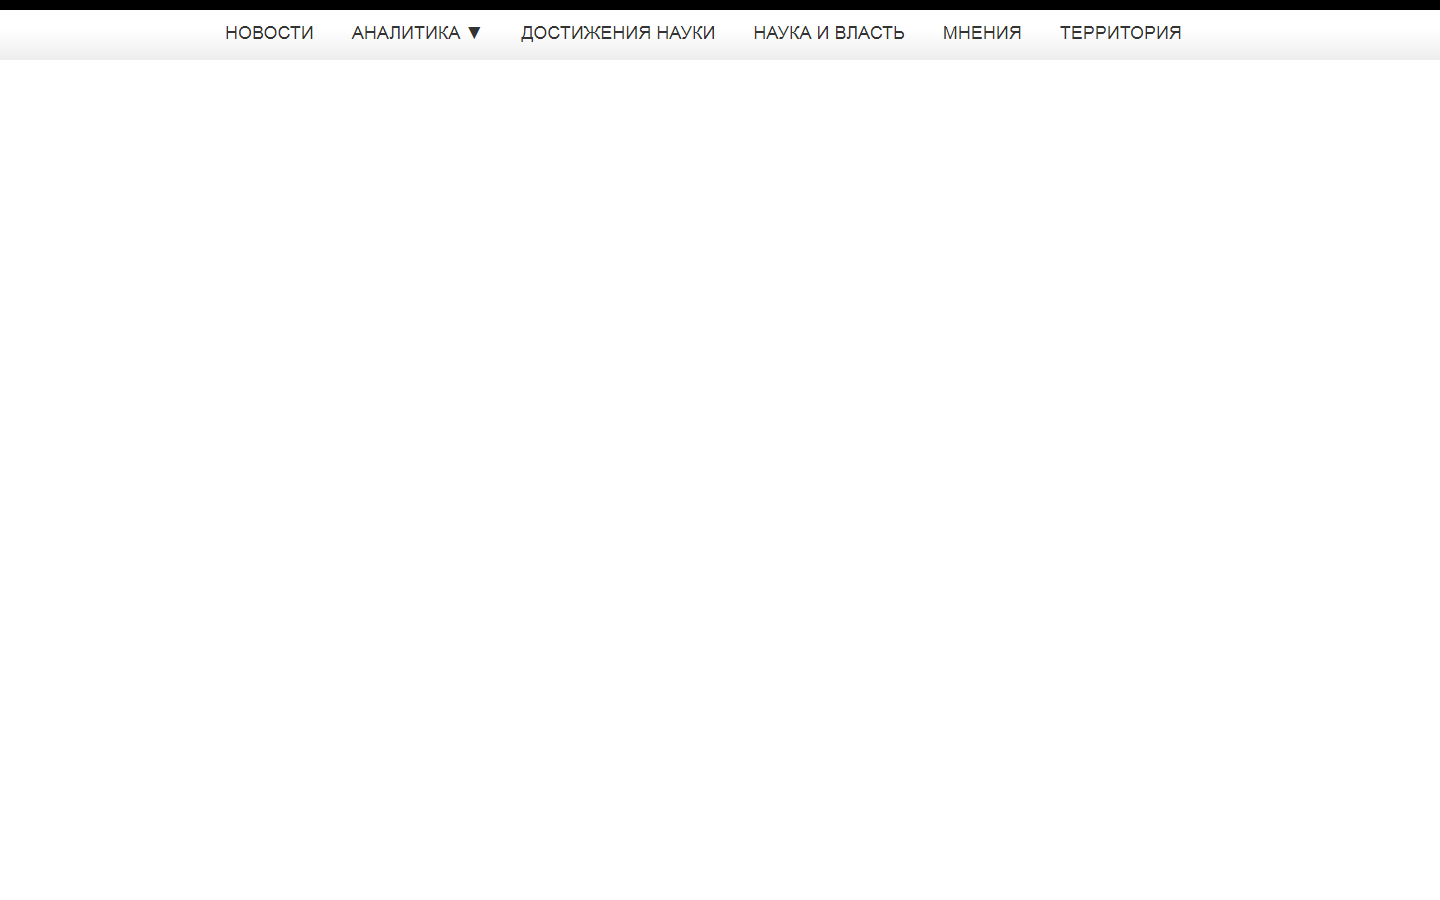 НОВОСТИ АНАЛИТИКА ▼ ДОСТИЖЕНИЯ НАУКИ НАУКА И ВЛАСТЬ МНЕНИЯ ТЕРРИТОРИЯ